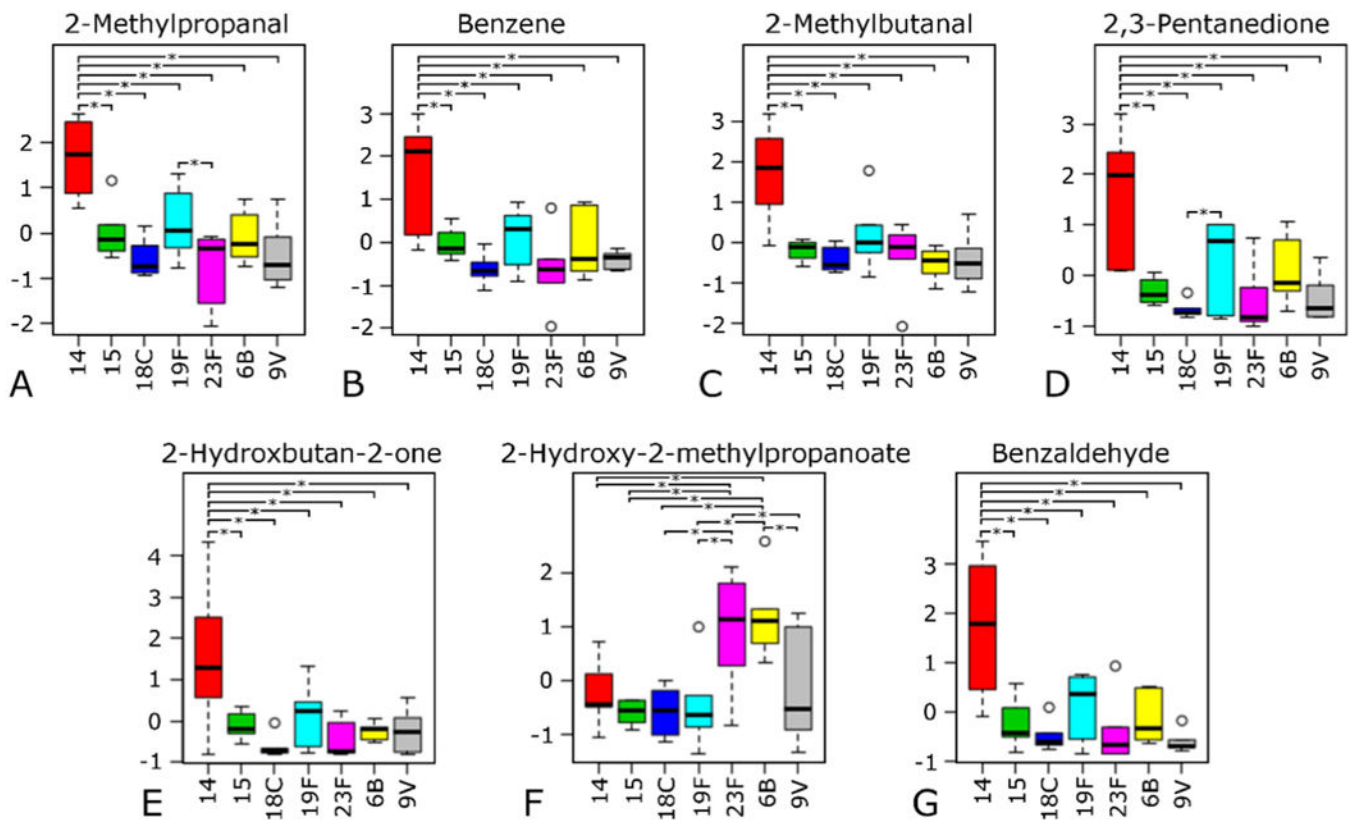 2-Methylpropanal
2
1
0
-1
-2
14 15 18C 19F 23F 6B 9V
A
Benzene
3
2
1
0
-1
-2
14 15 18C 19F 23F 6B 9V
B
2-Methylbutanal
3
2
1
0
-1
-2
14 15 18C 19F 23F 6B 9V
C
2,3-Pentanedione
3
2
1
0
-1
14 15 18C 19F 23F 6B 9V
D
2-Hydroxbutan-2-one
4
3
2
1
-0
-1
14 15 18C 19F 23F 6B 9V
E
2-Hydroxy-2-methylpropanoate
2
1
-0
-1
14 15 18C 19F 23F 6B 9V
F
Benzaldehyde
3
2
1
-0
-1
14 15 18C 19F 23F 6B 9V
G